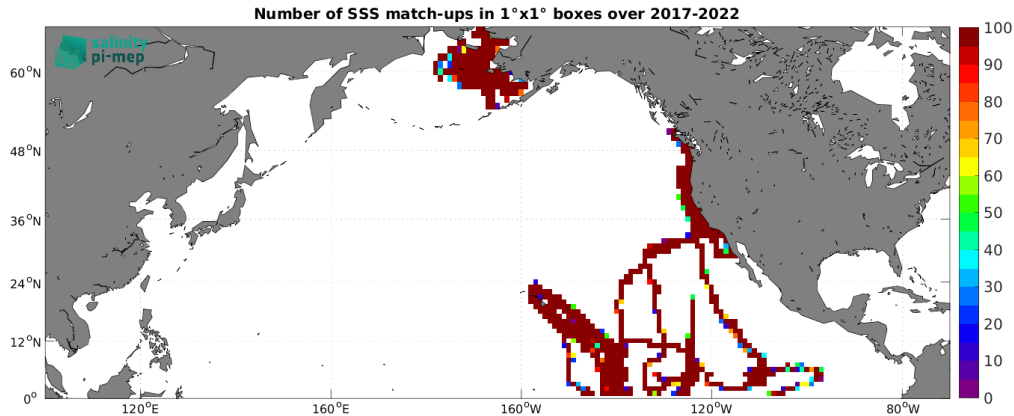 Number of SSS match-ups in 1°x1° boxes over 2017-2022
salinity
pi-mep
60°N
48°N
36°N
24°N
12°N
0°
120°E
160°E
160°W
120°W
80°W
100
90
80
70
60
50
40
30
20
10
0